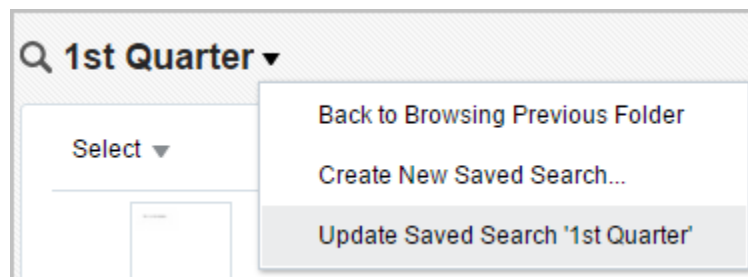 1st Quarter
Back to Browsing Previous Folder
Select
Create New Saved Search...
Update Saved Search '1st Quarter'